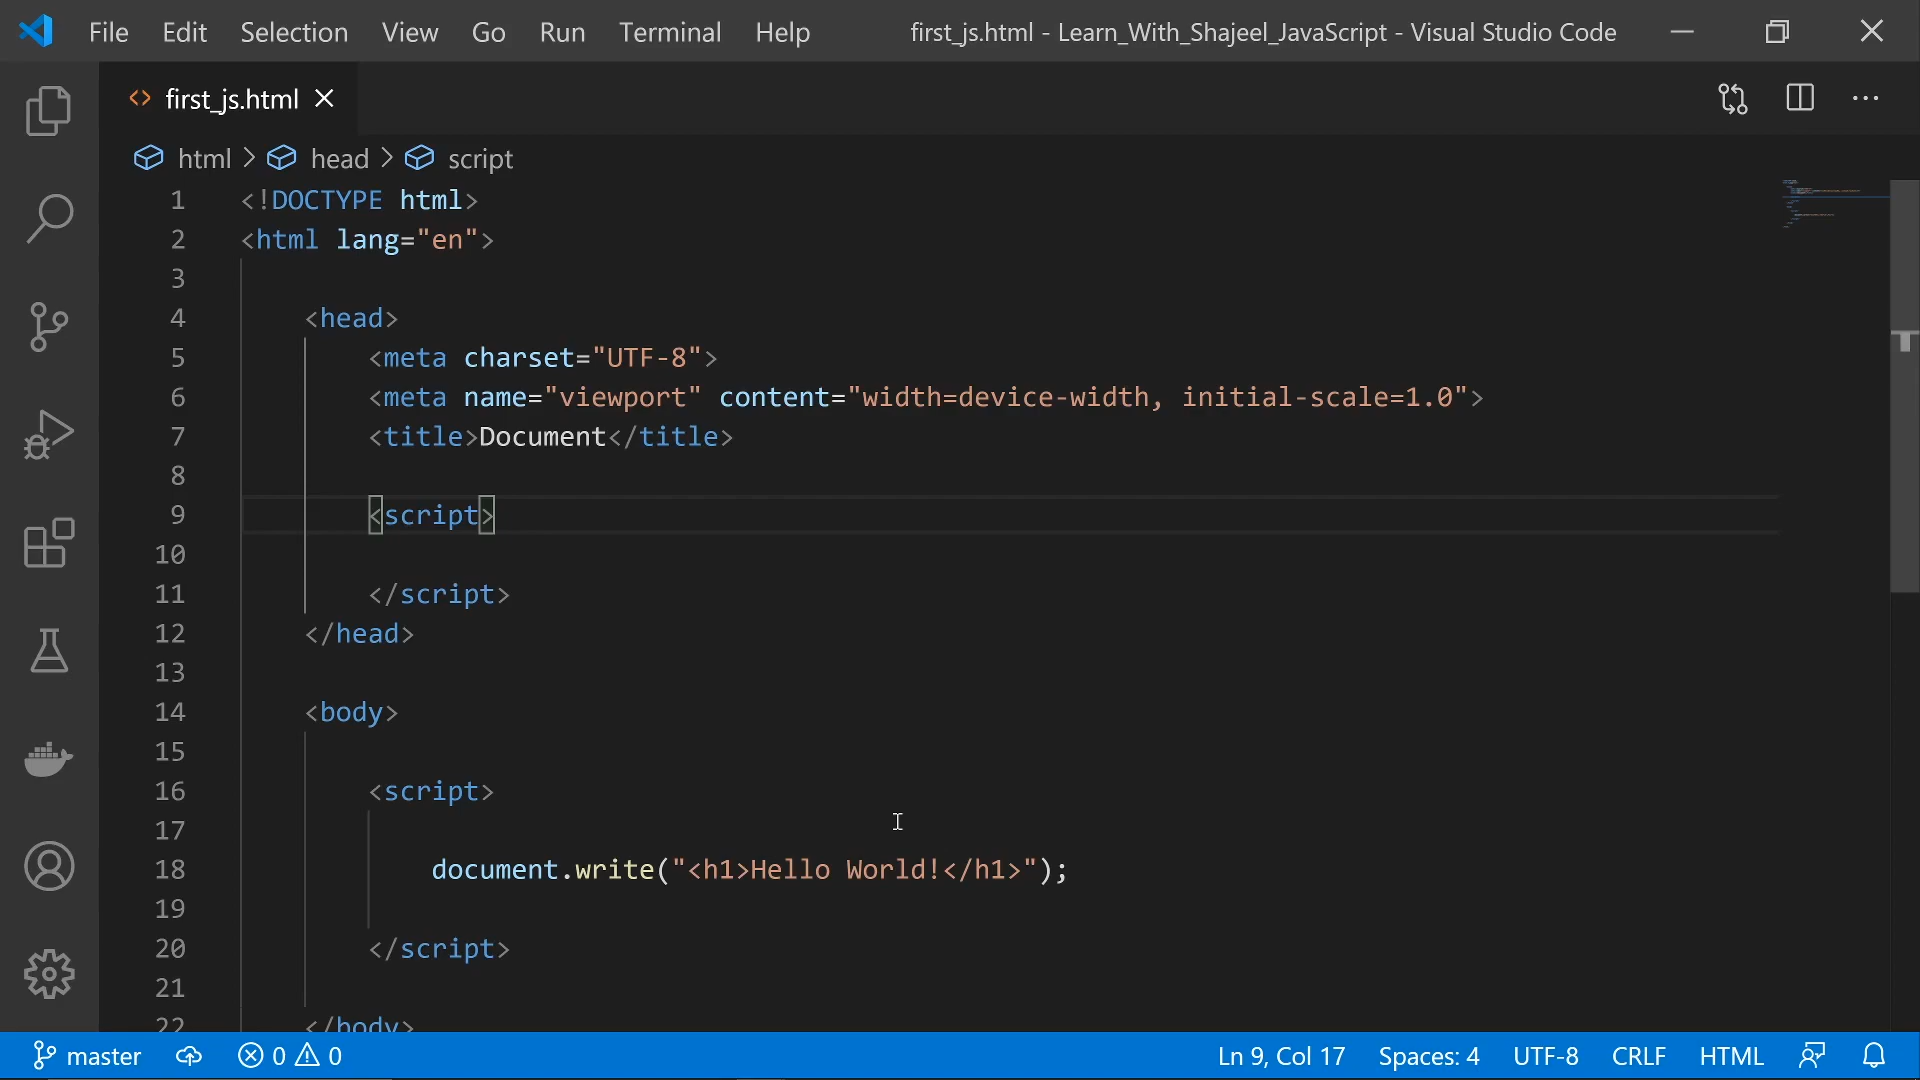 File Edit Selection View Go Run Terminal Help first_js.html - Learn_With_Shajeel_JavaScript - Visual Studio Code
first_js.html
html > head > script
1 <!DOCTYPE html>
2 <html lang="en">
3
4 <head>
5 <meta charset="UTF-8">
6 <meta name="viewport" content="width=device-width, initial-scale=1.0">
7 <title>Document</title>
8
9 <script>
10
11 </script>
12 </head>
13
14 <body>
15
16 <script>
17
18 document.write("<h1>Hello World!</h1>");
19
20 </script>
21
22 </body>
master 0 0 Ln 9, Col 17 Spaces: 4 UTF-8 CRLF HTML